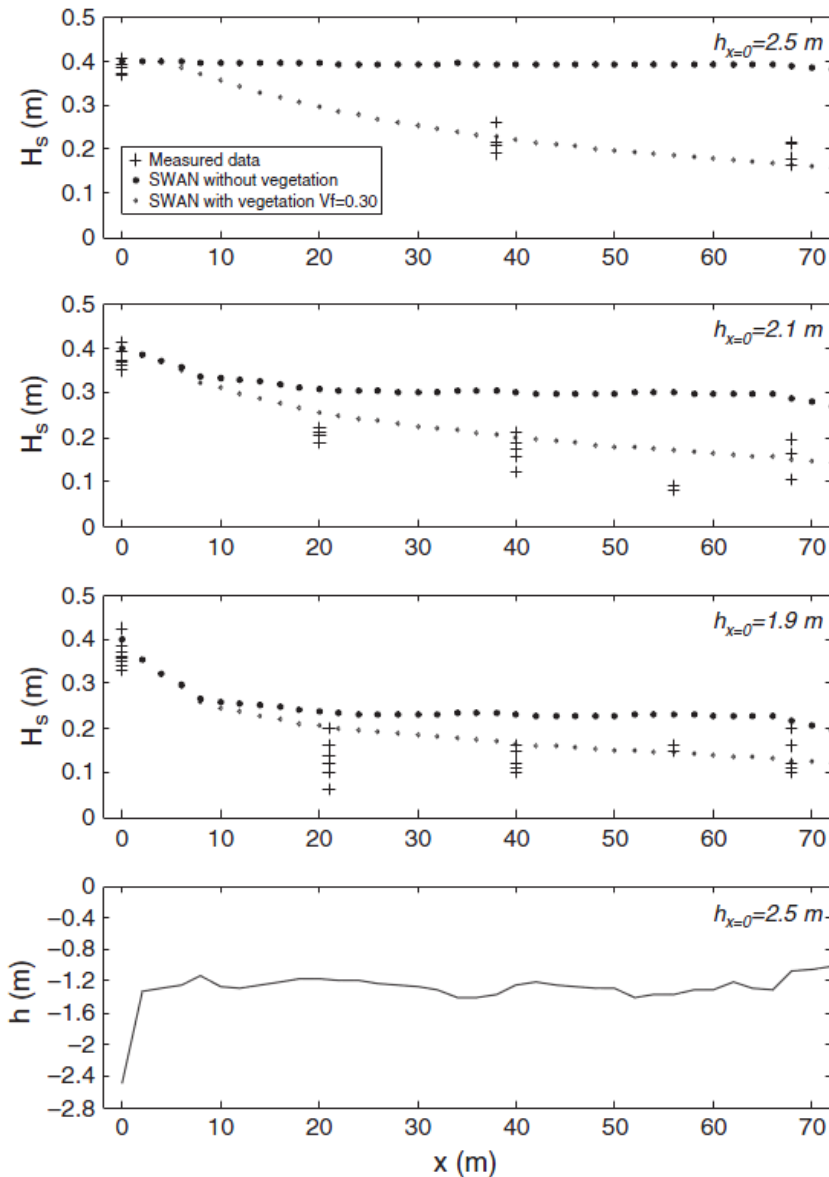 0.5
0.4
0.3
0.2
0.1
0
H_s (m)
h_{x=0}=2.5 m
Measured data
SWAN without vegetation
SWAN with vegetation Vf=0.30
0 10 20 30 40 50 60 70
0.5
0.4
0.3
0.2
0.1
0
H_s (m)
h_{x=0}=2.1 m
0 10 20 30 40 50 60 70
0.5
0.4
0.3
0.2
0.1
0
H_s (m)
h_{x=0}=1.9 m
0 10 20 30 40 50 60 70
0
−0.4
−0.8
−1.2
−1.6
−2
−2.4
−2.8
h (m)
h_{x=0}=2.5 m
0 10 20 30 40 50 60 70
x (m)